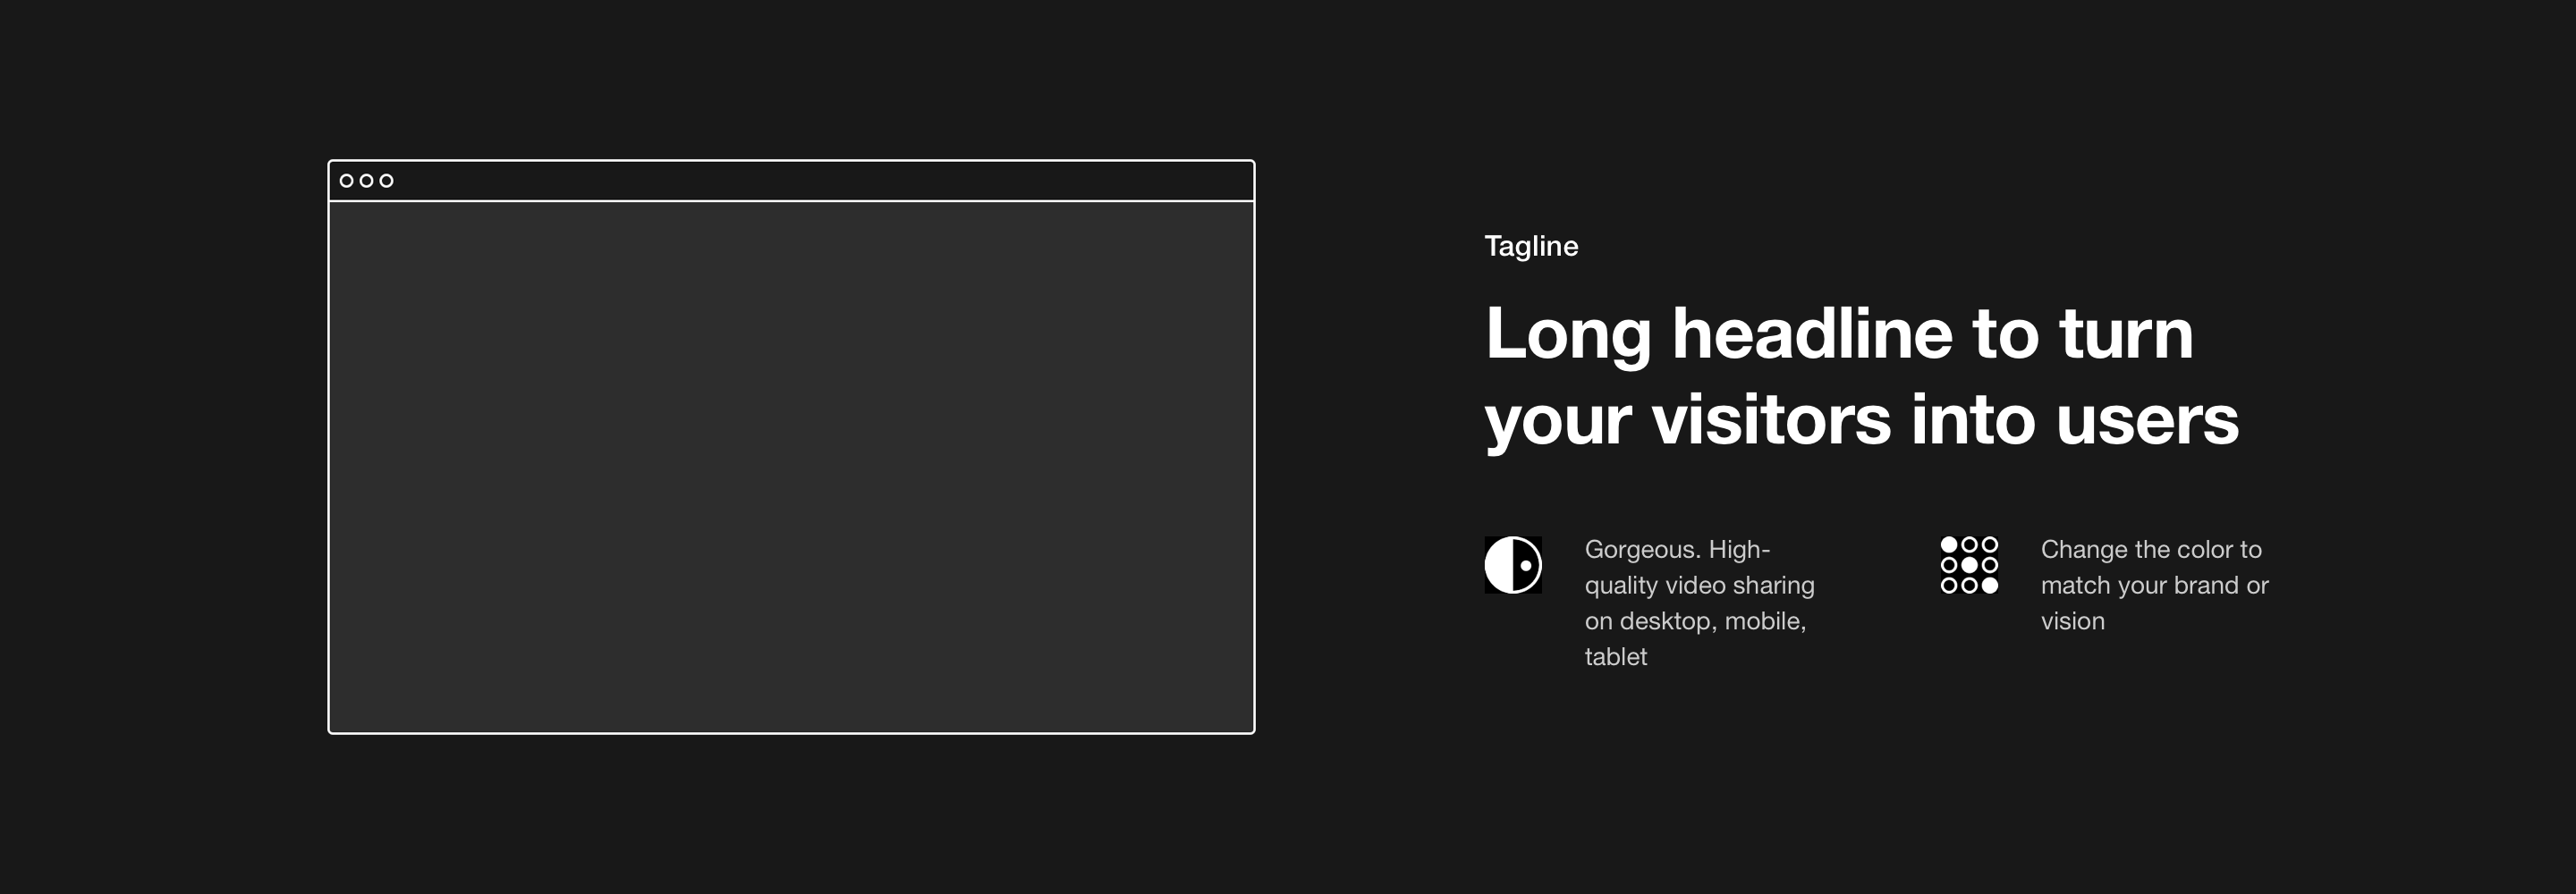 Tagline
Long headline to turn
your visitors into users
Gorgeous. High-
quality video sharing
on desktop, mobile,
tablet
Change the color to
match your brand or
vision